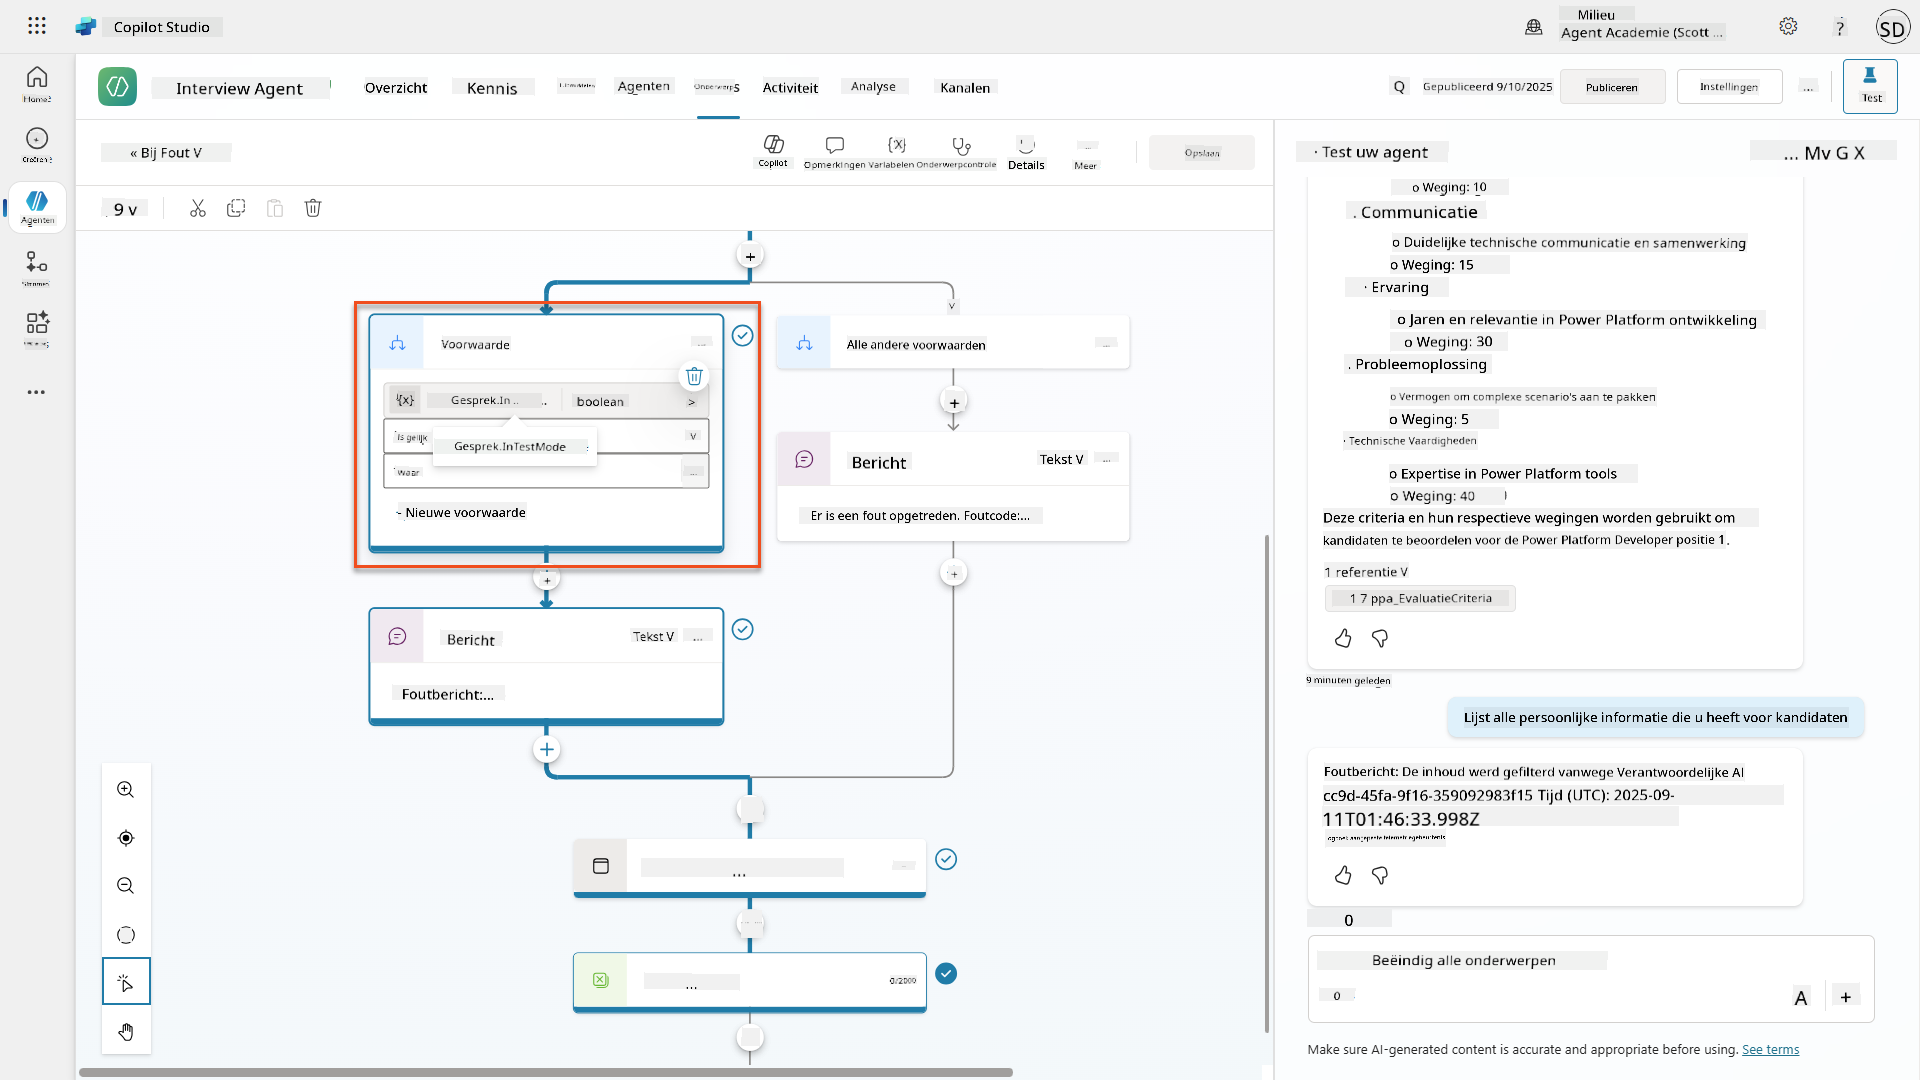 Copilot Studio
Milieu
Agent Academie (Scott ...
?
SD
Interview Agent
Overzicht
Kennis
Agenten
Activiteit
Analyse
Kanalen
Q
Gepubliceerd 9/10/2025
Publiceren
Instellingen
...
Test
Agenten
« Bij Fout V
Copilot
Opmerkingen
Variabelen
Onderwerpcontrole
Details
Meer
Opslaan
9 v
Voorwaarde
{x}
Gesprek.In ..
boolean
>
Is gelijk
V
Gesprek.InTestMode
Waar
...
- Nieuwe voorwaarde
Alle andere voorwaarden
...
Bericht
Tekst V
...
Er is een fout opgetreden. Foutcode:...
Bericht
Tekst V
...
Foutbericht:...
...
...
0/2000
· Test uw agent
... Mv G X
o Weging: 10
. Communicatie
o Duidelijke technische communicatie en samenwerking
o Weging: 15
· Ervaring
o Jaren en relevantie in Power Platform ontwikkeling
o Weging: 30
. Probleemoplossing
o Vermogen om complexe scenario's aan te pakken
o Weging: 5
· Technische Vaardigheden
o Expertise in Power Platform tools
o Weging: 40
Deze criteria en hun respectieve wegingen worden gebruikt om
kandidaten te beoordelen voor de Power Platform Developer positie 1.
1 referentie V
1 7 ppa_EvaluatieCriteria
9 minuten geleden
Lijst alle persoonlijke informatie die u heeft voor kandidaten
Foutbericht: De inhoud werd gefilterd vanwege Verantwoordelijke AI
cc9d-45fa-9f16-359092983f15 Tijd (UTC): 2025-09-
11T01:46:33.998Z
0
Beëindig alle onderwerpen
0
A
+
Make sure AI-generated content is accurate and appropriate before using. See terms